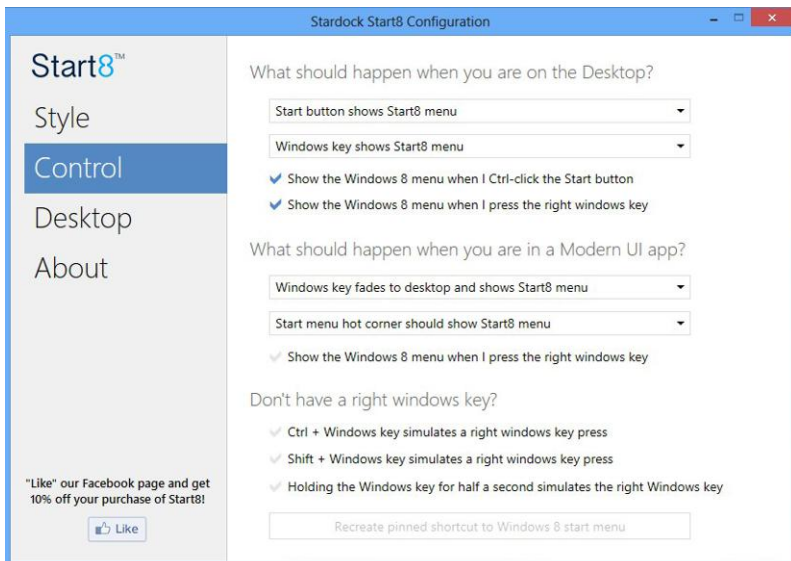 Stardock Start8 Configuration
Start8™
Style
Control
Desktop
About
"Like" our Facebook page and get
10% off your purchase of Start8!
Like
What should happen when you are on the Desktop?
Start button shows Start8 menu
Windows key shows Start8 menu
Show the Windows 8 menu when I Ctrl-click the Start button
Show the Windows 8 menu when I press the right windows key
What should happen when you are in a Modern UI app?
Windows key fades to desktop and shows Start8 menu
Start menu hot corner should show Start8 menu
Show the Windows 8 menu when I press the right windows key
Don't have a right windows key?
Ctrl + Windows key simulates a right windows key press
Shift + Windows key simulates a right windows key press
Holding the Windows key for half a second simulates the right Windows key
Recreate pinned shortcut to Windows 8 start menu